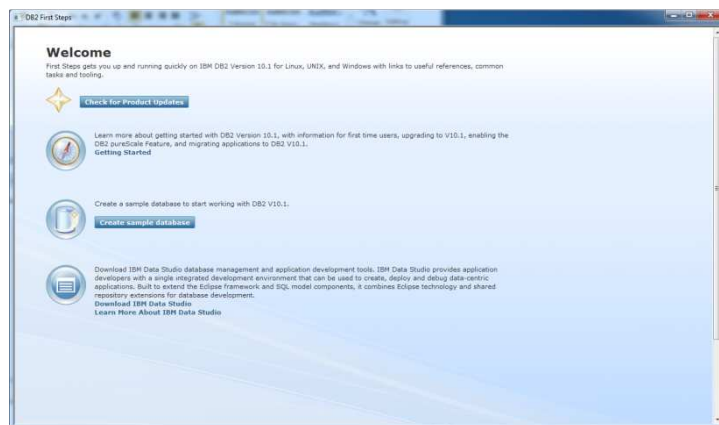 DB2 First Steps
Welcome
First Steps gets you up and running quickly on IBM DB2 Version 10.1 for Linux, UNIX, and Windows with links to useful references, common
tasks and tooling.
Check for Product Updates
Learn more about getting started with DB2 Version 10.1, with information for first time users, upgrading to V10.1, enabling the
DB2 pureScale Feature, and migrating applications to DB2 V10.1.
Getting Started
Create a sample database to start working with DB2 V10.1.
Create sample database
Download IBM Data Studio database management and application development tools. IBM Data Studio provides application
developers with a single integrated development environment that can be used to create, deploy and debug data-centric
applications. Built to extend the Eclipse framework and SQL model components, it combines Eclipse technology and shared
repository extensions for database development.
Download IBM Data Studio
Learn More About IBM Data Studio